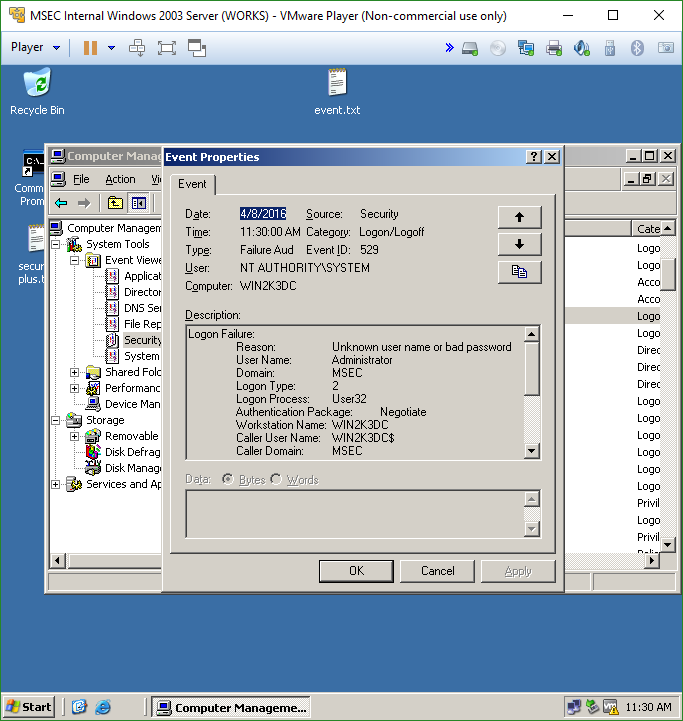 MSEC Internal Windows 2003 Server (WORKS) - VMware Player (Non-commercial use only)
Player
Recycle Bin
event.txt
C:\
Comm
Prom
secur
plus.t
Computer Mana
File Action Vi
Computer Managem
System Tools
Event Viewe
Applicat
Director
DNS Ser
File Rep
Security
System
Shared Fold
Performanc
Device Man
Storage
Removable
Disk Defrag
Disk Manage
Services and Ap
Event Properties
Event
Date: 4/8/2016 Source: Security
Time: 11:30:00 AM Category: Logon/Logoff
Type: Failure Aud Event ID: 529
User: NT AUTHORITY\SYSTEM
Computer: WIN2K3DC
Description:
Logon Failure:
Reason: Unknown user name or bad password
User Name: Administrator
Domain: MSEC
Logon Type: 2
Logon Process: User32
Authentication Package: Negotiate
Workstation Name: WIN2K3DC
Caller User Name: WIN2K3DC$
Caller Domain: MSEC
Data: Bytes Words
OK Cancel Apply
Cate
Logo
Logo
Acco
Acco
Logo
Logo
Direc
Direc
Direc
Logo
Logo
Logo
Logo
Logo
Logo
Privil
Logo
Privil
Start
Computer Manageme...
11:30 AM